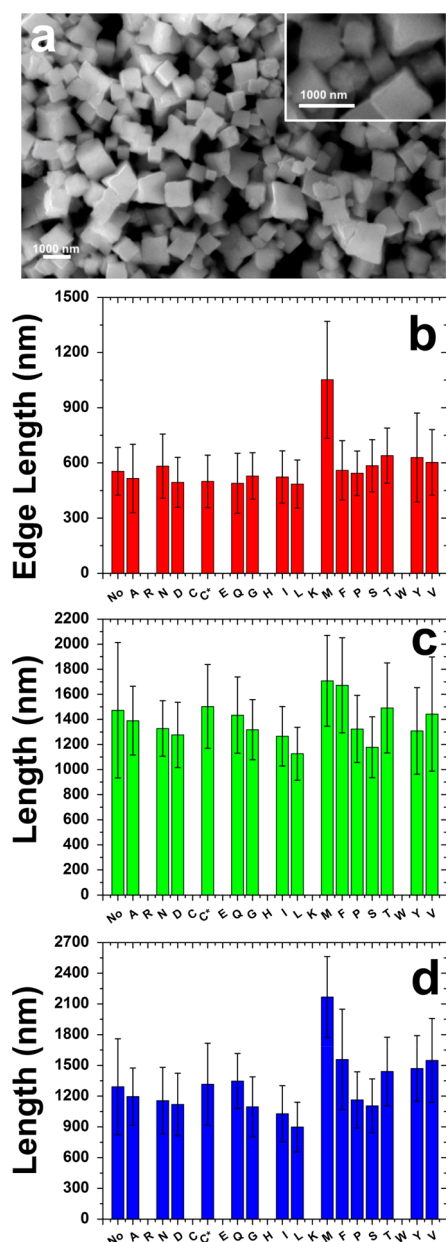 a
1000 nm
1000 nm
b
Edge Length (nm)
1500
1200
900
600
300
0
No A R N D C C* E Q G H I L K M F P S T W Y V
c
Length (nm)
2200
2000
1800
1600
1400
1200
1000
800
600
400
200
0
No A R N D C C* E Q G H I L K M F P S T W Y V
d
Length (nm)
2700
2400
2100
1800
1500
1200
900
600
300
0
No A R N D C C* E Q G H I L K M F P S T W Y V